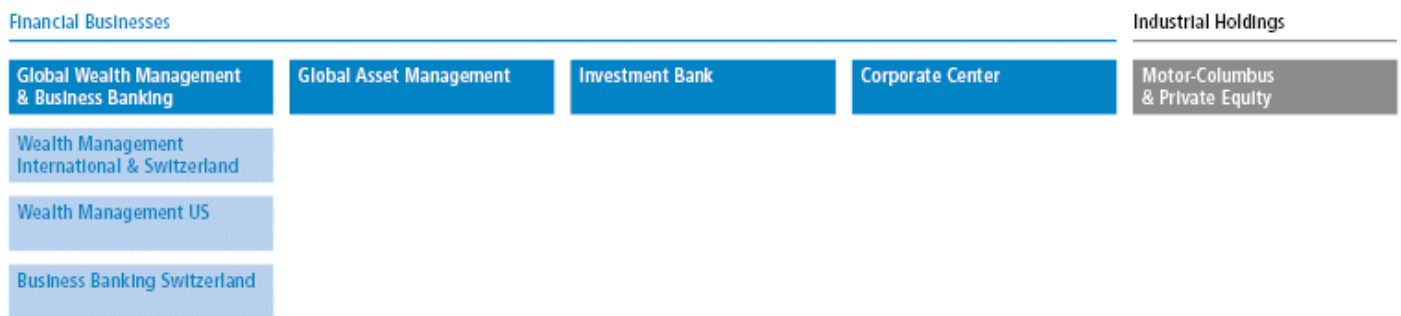 Financial Businesses
Industrial Holdings
Global Wealth Management
& Business Banking
Global Asset Management
Investment Bank
Corporate Center
Motor-Columbus
& Private Equity
Wealth Management
International & Switzerland
Wealth Management US
Business Banking Switzerland